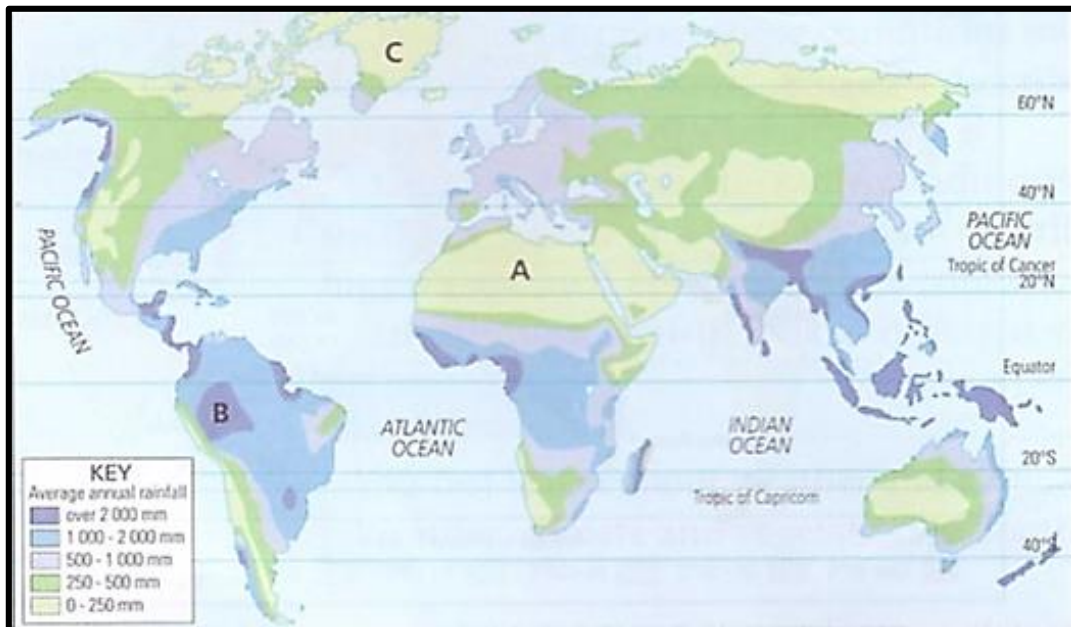 C
60°N
40°N
PACIFIC
OCEAN
PACIFIC OCEAN
A
Tropic of Cancer
20°N
Equator
B
ATLANTIC
OCEAN
INDIAN
OCEAN
20°S
Tropic of Capricorn
40°S
KEY
Average annual rainfall
over 2 000 mm
1 000 - 2 000 mm
500 - 1 000 mm
250 - 500 mm
0 - 250 mm